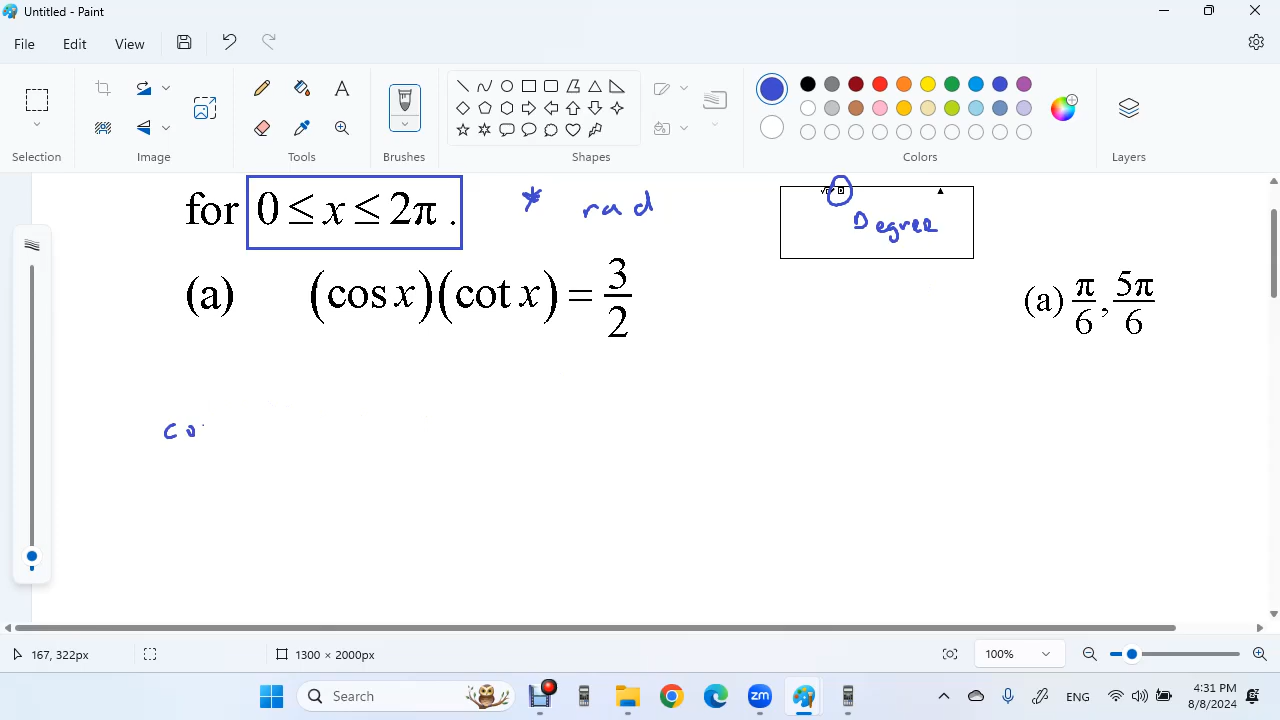 Untitled - Paint
File Edit View
Selection Image Tools Brushes Shapes Colors Layers
for 0 ≤ x ≤ 2π . * rad
D
Degree
(a) (cos x)(cot x) = 3/2
(a) π/6 , 5π/6
co
167, 322px 1300 × 2000px 100%
Search
zm
ENG
4:31 PM
8/8/2024